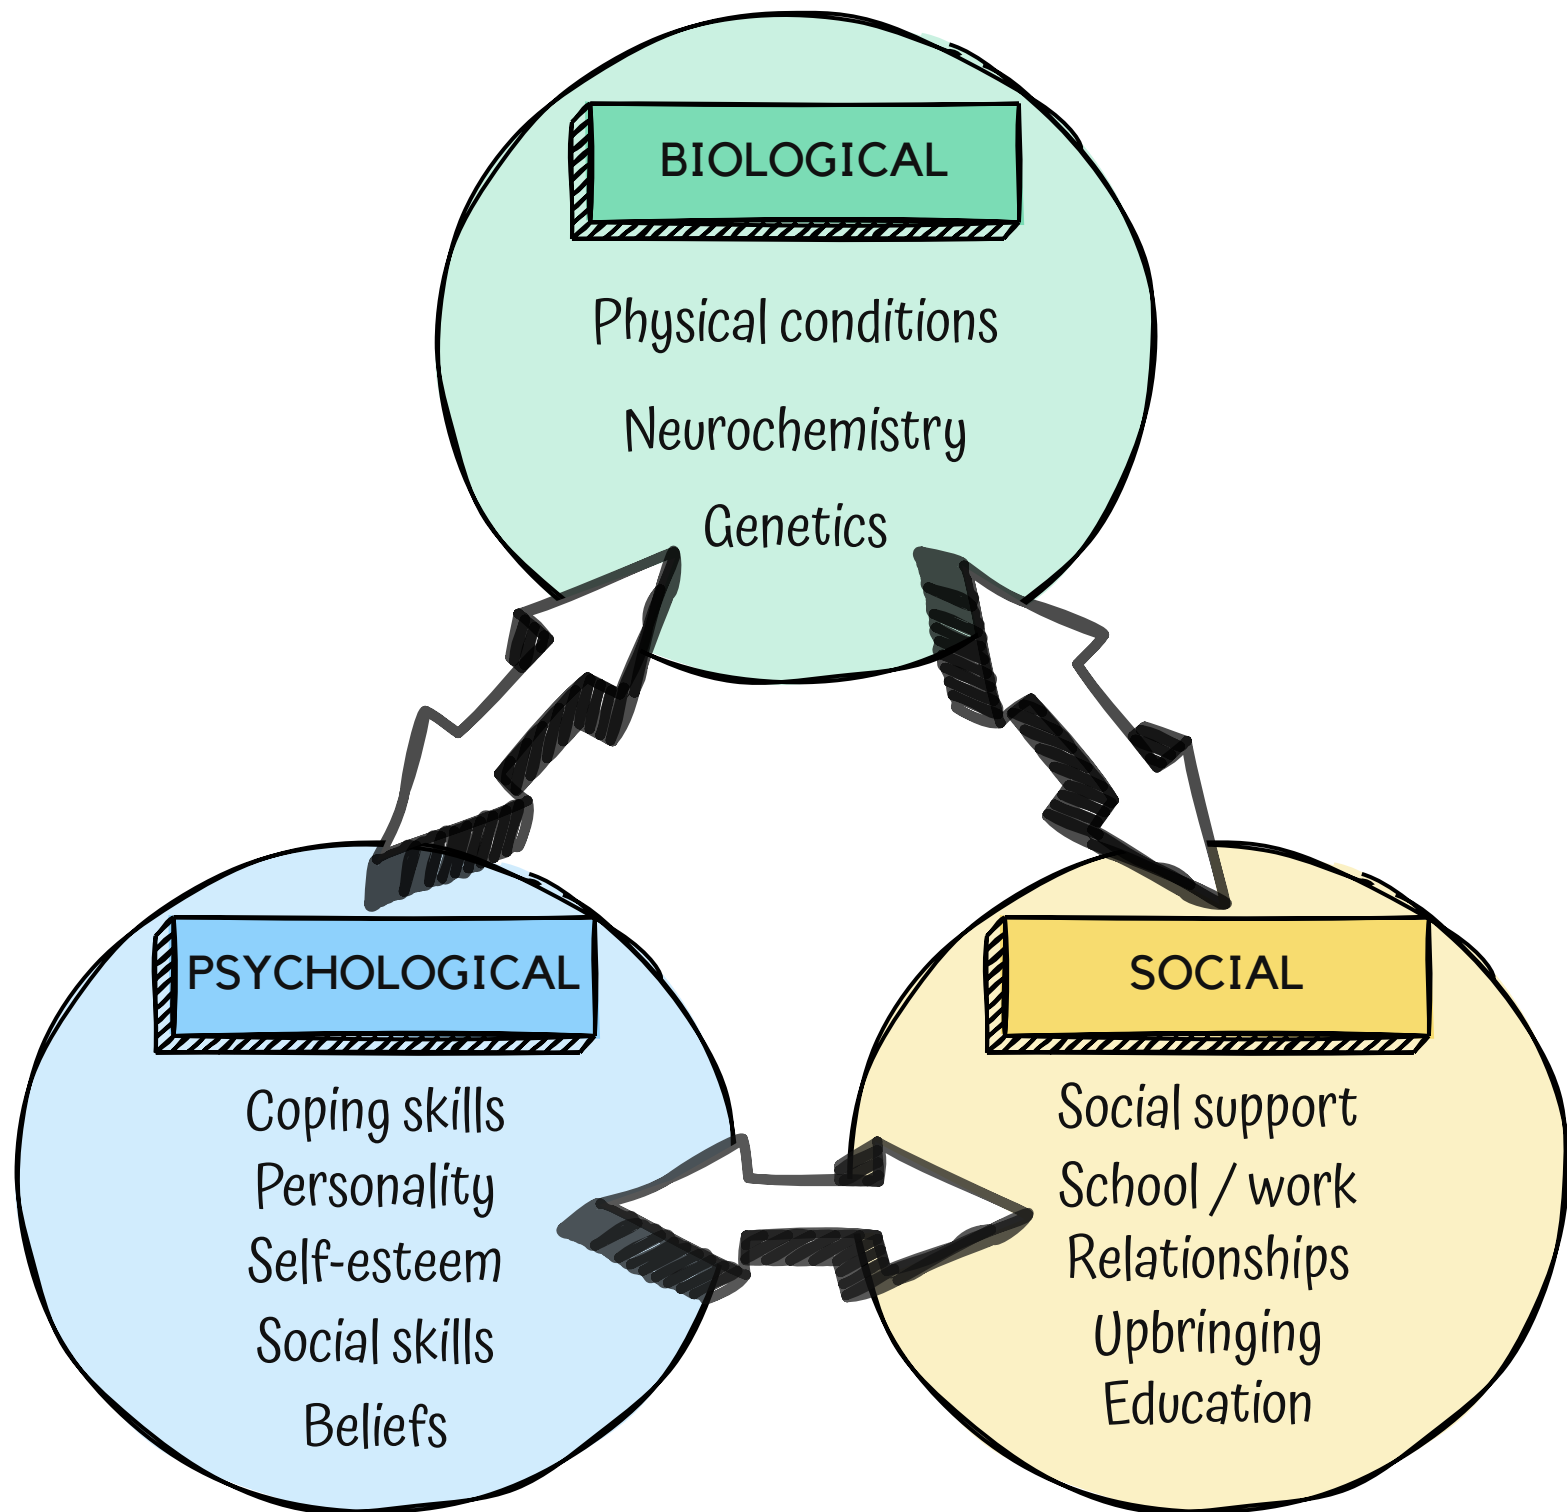 BIOLOGICAL
Physical conditions
Neurochemistry
Genetics
PSYCHOLOGICAL
Coping skills
Personality
Self-esteem
Social skills
Beliefs
SOCIAL
Social support
School / work
Relationships
Upbringing
Education